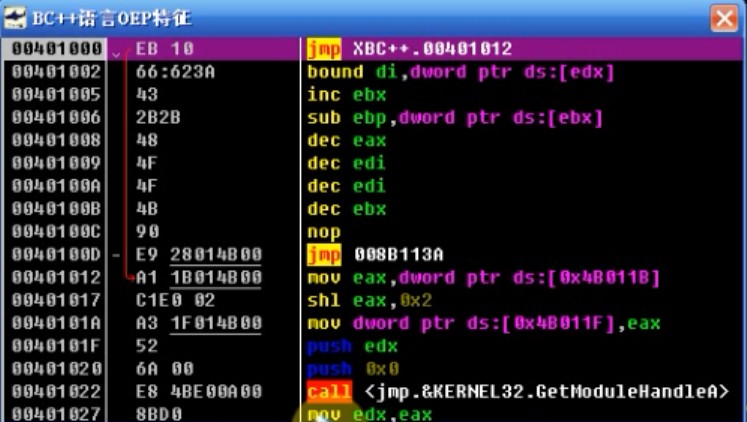 BC++语言OEP特征
00401000 EB 10 jmp XBC++.00401012
00401002 66:623A bound di,dword ptr ds:[edx]
00401005 43 inc ebx
00401006 2B2B sub ebp,dword ptr ds:[ebx]
00401008 48 dec eax
00401009 4F dec edi
0040100A 4F dec edi
0040100B 4B dec ebx
0040100C 90 nop
0040100D - E9 28014B00 jmp 008B113A
00401012 A1 1B014B00 mov eax,dword ptr ds:[0x4B011B]
00401017 C1E0 02 shl eax,0x2
0040101A A3 1F014B00 mov dword ptr ds:[0x4B011F],eax
0040101F 52 push edx
00401020 6A 00 push 0x0
00401022 E8 4BE00A00 call <jmp.&KERNEL32.GetModuleHandleA>
00401027 8BD0 mov edx,eax